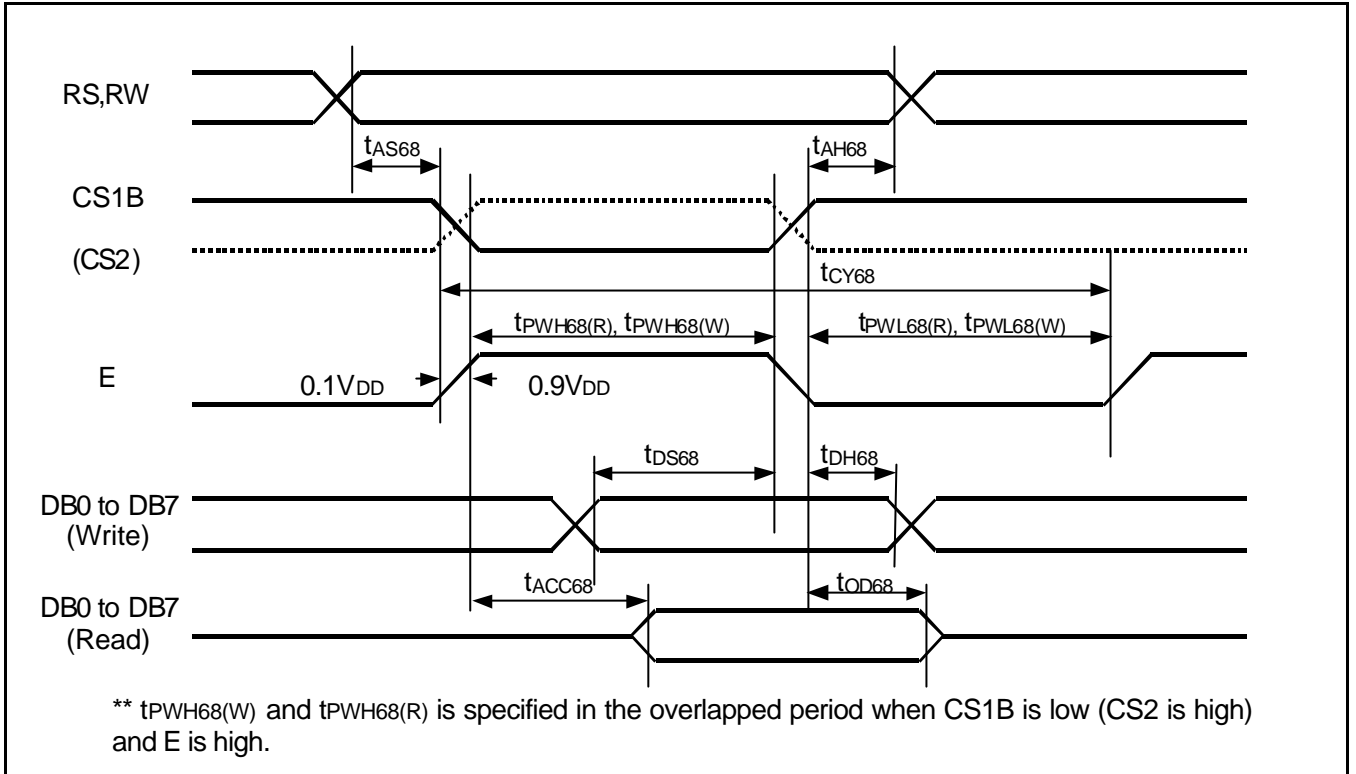 RS,RW
tAS68
tAH68
CS1B
(CS2)
tCY68
tPWH68(R), tPWH68(W)
tPWL68(R), tPWL68(W)
E
0.1VDD
0.9VDD
tDS68
tDH68
DB0 to DB7
(Write)
tACC68
tOD68
DB0 to DB7
(Read)
** tPWH68(W) and tPWH68(R) is specified in the overlapped period when CS1B is low (CS2 is high)
and E is high.